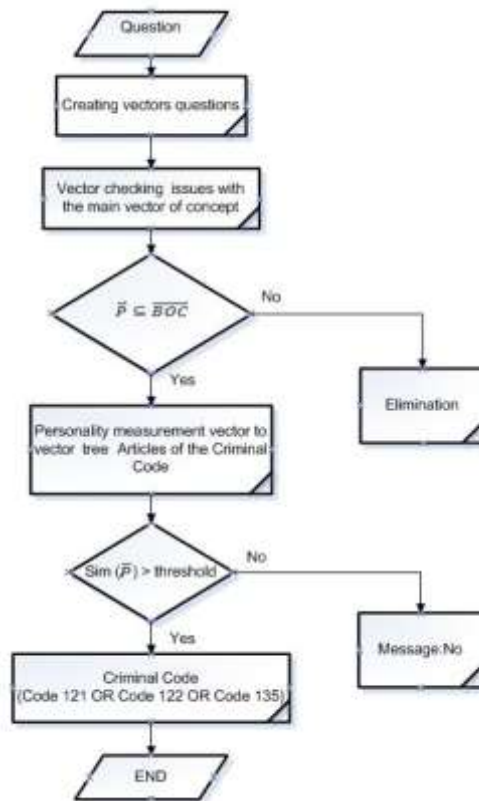 Question
Creating vectors questions
Vector checking issues with
the main vector of concept
P⃗ ⊆ B̅O̅C̅
No
Yes
Elimination
Personality measurement vector to
vector tree Articles of the Criminal
Code
Sim (P⃗) > threshold
No
Yes
Message:No
Criminal Code
(Code 121 OR Code 122 OR Code 135)
END